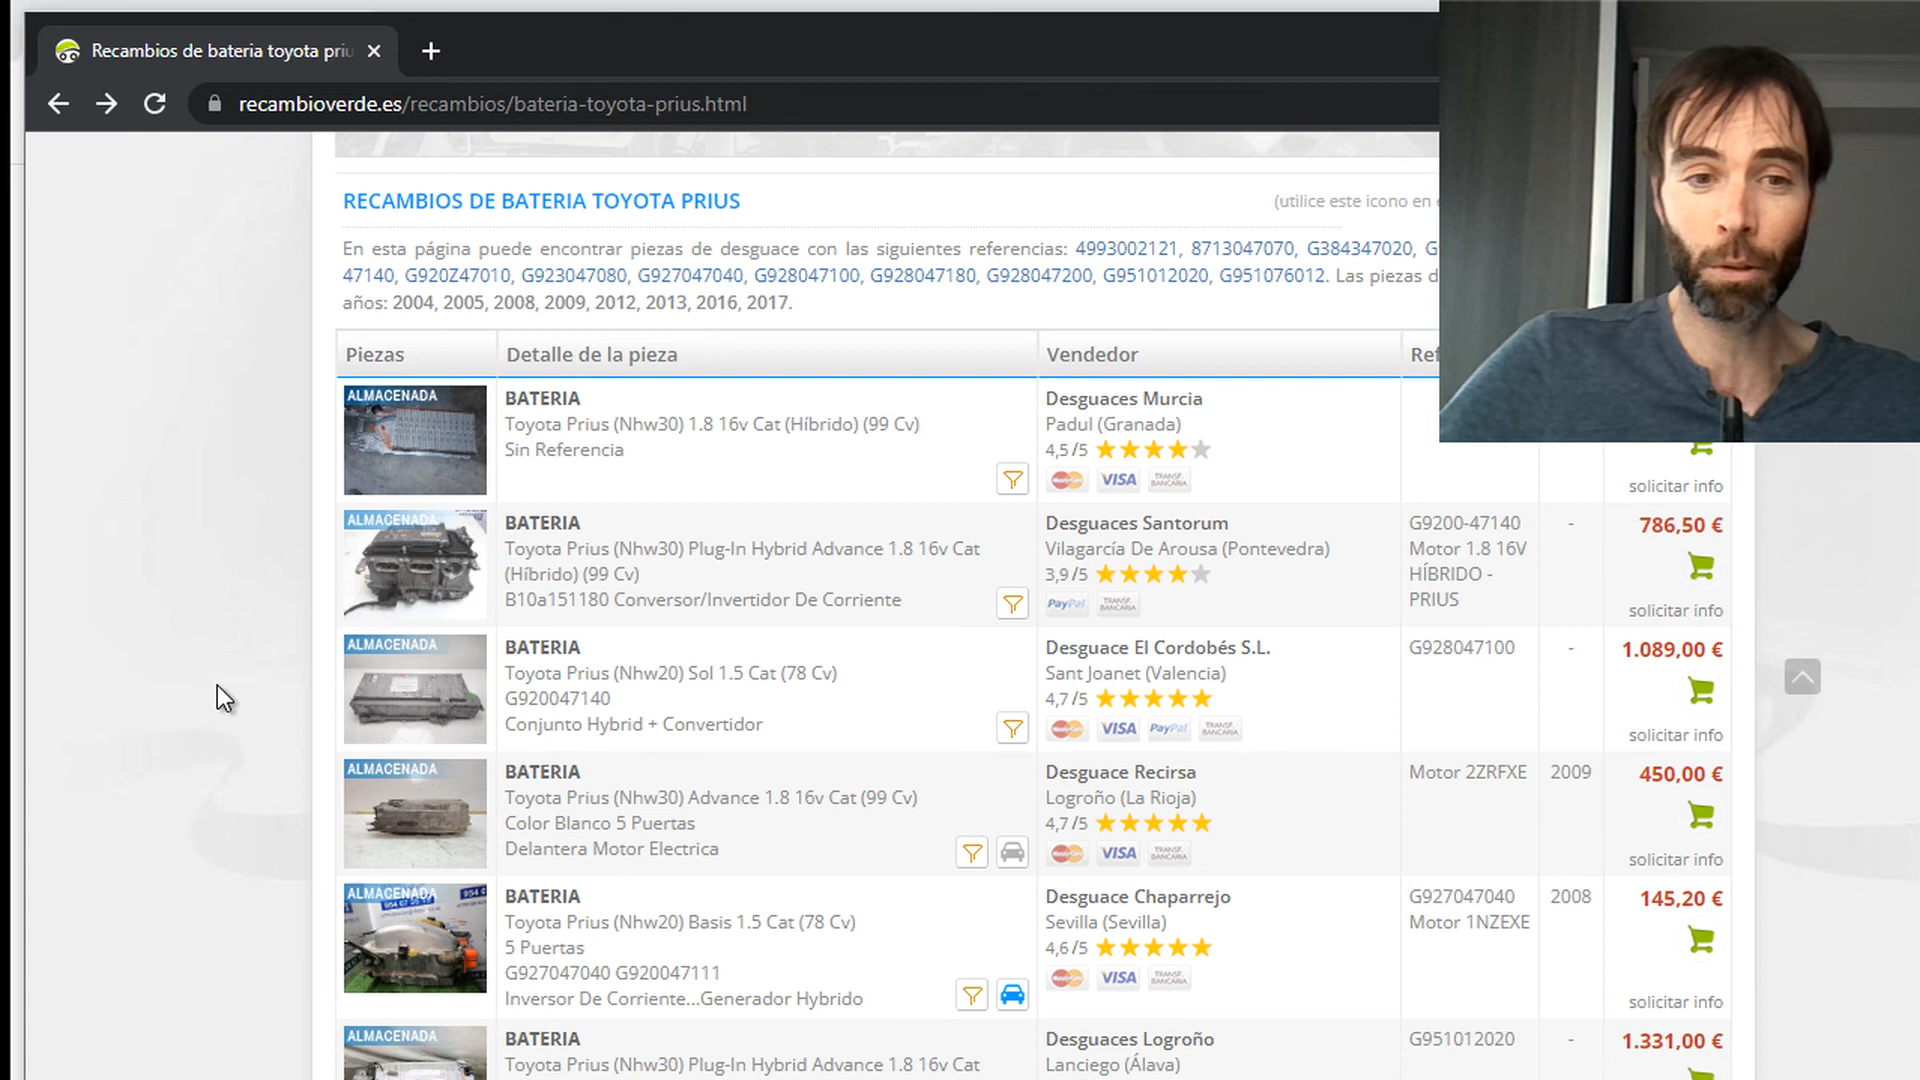 Recambios de bateria toyota priu
recambioverde.es/recambios/bateria-toyota-prius.html
RECAMBIOS DE BATERIA TOYOTA PRIUS
(utilice este icono en e
En esta página puede encontrar piezas de desguace con las siguientes referencias: 4993002121, 8713047070, G384347020, G
47140, G920Z47010, G923047080, G927047040, G928047100, G928047180, G928047200, G951012020, G951076012. Las piezas d
años: 2004, 2005, 2008, 2009, 2012, 2013, 2016, 2017.
Piezas Detalle de la pieza Vendedor Ref
ALMACENADA
BATERIA
Toyota Prius (Nhw30) 1.8 16v Cat (Híbrido) (99 Cv)
Sin Referencia
Desguaces Murcia
Padul (Granada)
4,5/5
VISA
TRANSF. BANCARIA
solicitar info
ALMACENADA
BATERIA
Toyota Prius (Nhw30) Plug-In Hybrid Advance 1.8 16v Cat
(Híbrido) (99 Cv)
B10a151180 Conversor/Invertidor De Corriente
Desguaces Santorum
Vilagarcía De Arousa (Pontevedra)
3,9/5
PayPal
TRANSF. BANCARIA
G9200-47140
Motor 1.8 16V
HÍBRIDO -
PRIUS
-
786,50 €
solicitar info
ALMACENADA
BATERIA
Toyota Prius (Nhw20) Sol 1.5 Cat (78 Cv)
G920047140
Conjunto Hybrid + Convertidor
Desguace El Cordobés S.L.
Sant Joanet (Valencia)
4,7/5
VISA
PayPal
TRANSF. BANCARIA
G928047100
-
1.089,00 €
solicitar info
ALMACENADA
BATERIA
Toyota Prius (Nhw30) Advance 1.8 16v Cat (99 Cv)
Color Blanco 5 Puertas
Delantera Motor Electrica
Desguace Recirsa
Logroño (La Rioja)
4,7/5
VISA
TRANSF. BANCARIA
Motor 2ZRFXE
2009
450,00 €
solicitar info
ALMACENADA
BATERIA
Toyota Prius (Nhw20) Basis 1.5 Cat (78 Cv)
5 Puertas
G927047040 G920047111
Inversor De Corriente...Generador Hybrido
Desguace Chaparrejo
Sevilla (Sevilla)
4,6/5
VISA
TRANSF. BANCARIA
G927047040
Motor 1NZEXE
2008
145,20 €
solicitar info
ALMACENADA
BATERIA
Toyota Prius (Nhw30) Plug-In Hybrid Advance 1.8 16v Cat
Desguaces Logroño
Lanciego (Álava)
G951012020
-
1.331,00 €